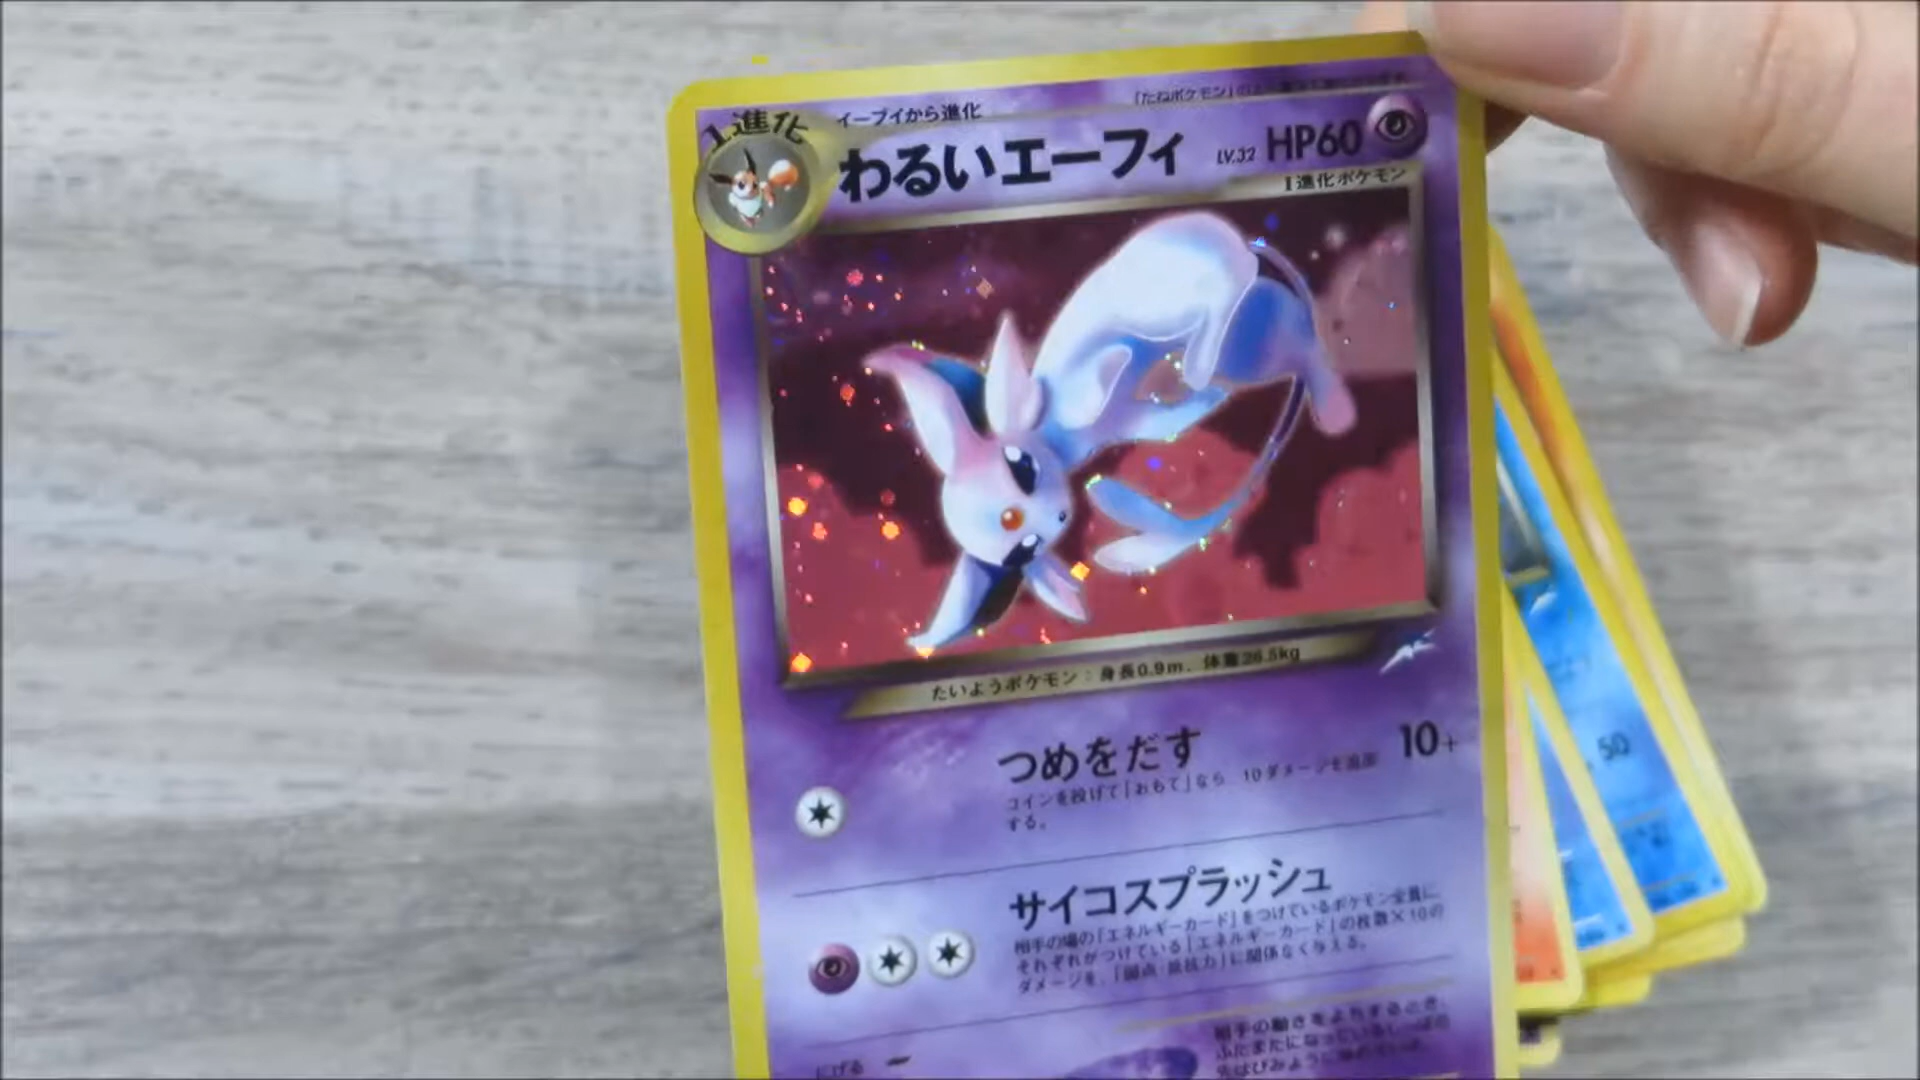 1進化
イーブイから進化
わるいエーフィ LV.32 HP60
1進化ポケモン
たいようポケモン：身長0.9m. 体重26.5kg
つめをだす 10+
コインを投げて「おもて」なら 10ダメージを追加
する。
サイコスプラッシュ
相手の場の「エネルギーカード」をつけているポケモン全員に
それぞれがつけている「エネルギーカード」の枚数×10の
ダメージを、「弱点・抵抗力」に関係なく与える。
にげる
50